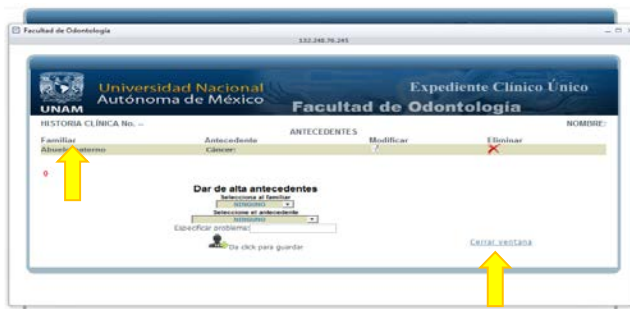 Facultad de Odontología
132.248.76.245
UNAM
Universidad Nacional
Autónoma de México
Expediente Clínico Único
Facultad de Odontología
HISTORIA CLÍNICA No. --
NOMBRE:
ANTECEDENTES
Familiar Antecedente Modificar Eliminar
Cáncer:
0
Dar de alta antecedentes
Selecciona al familiar
NINGUNO
Seleccione el antecedente
NINGUNO
Especificar problema:
Da click para guardar
Cerrar ventana